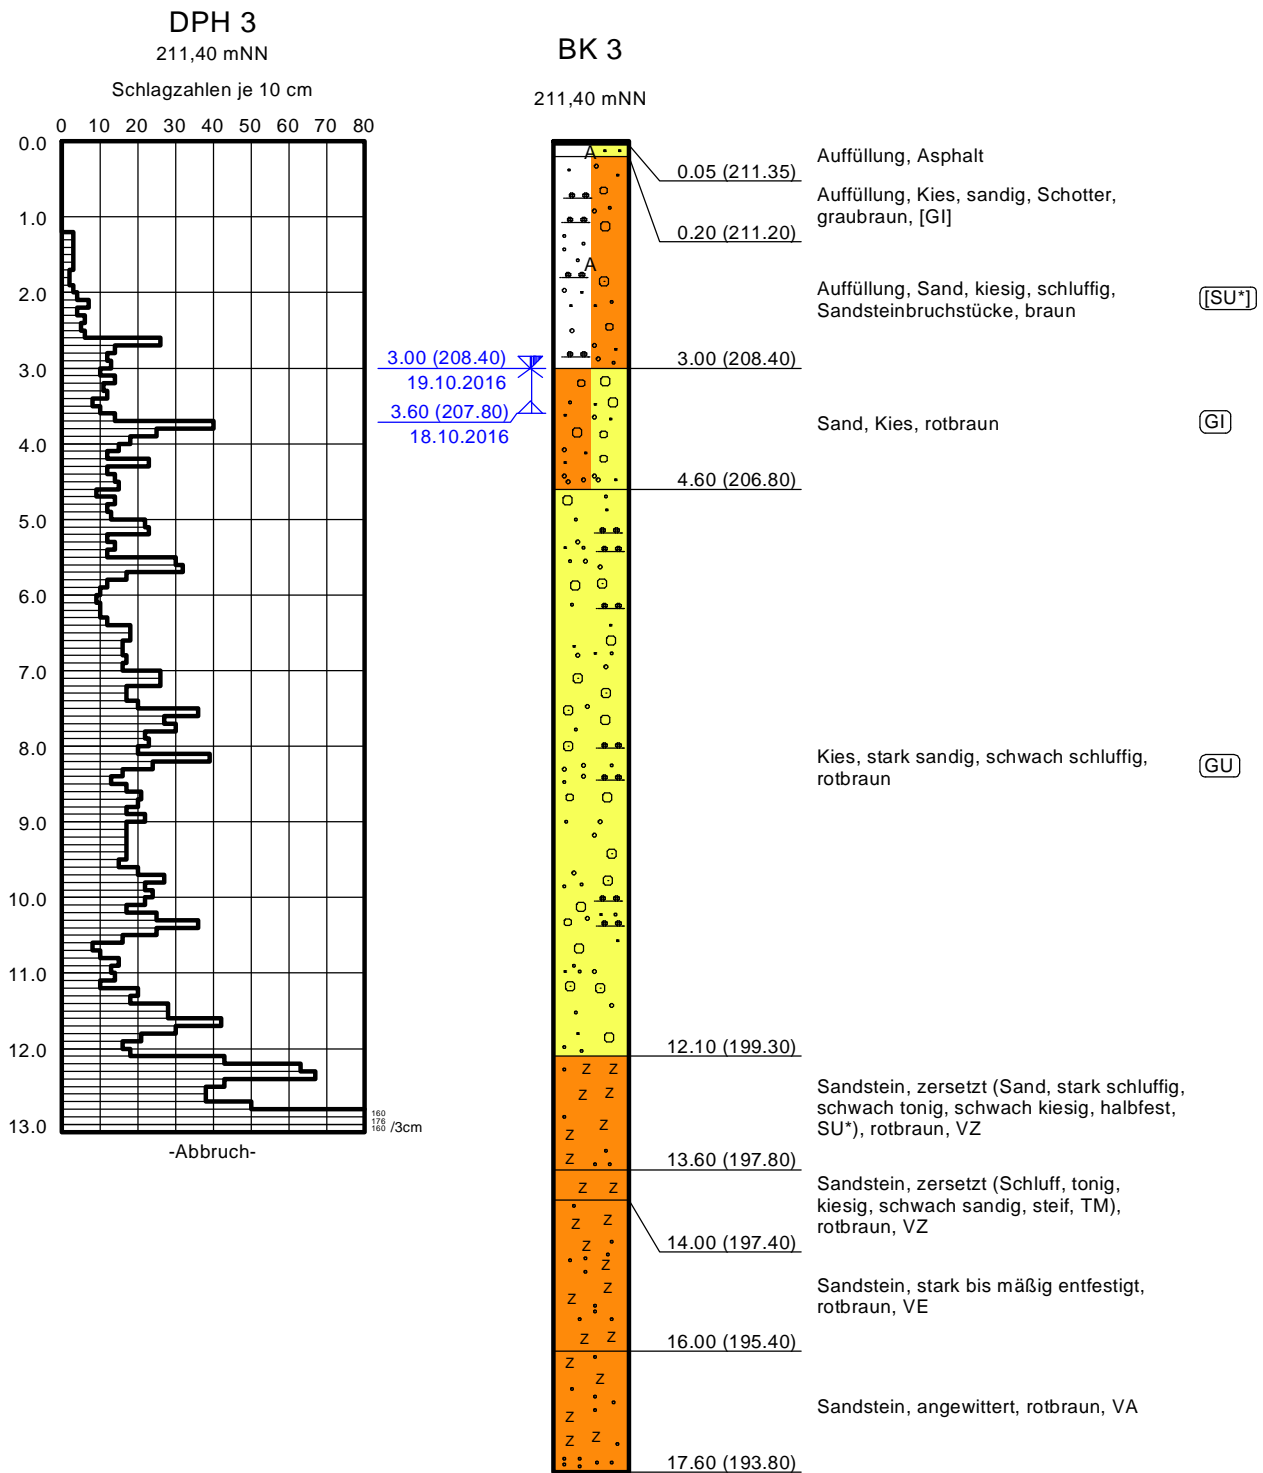 DPH 3
211,40 mNN
Schlagzahlen je 10 cm
0 10 20 30 40 50 60 70 80
0.0
1.0
2.0
3.0
4.0
5.0
6.0
7.0
8.0
9.0
10.0
11.0
12.0
13.0
160
176
160 /3cm
-Abbruch-
BK 3
211,40 mNN
A
A
3.00 (208.40)
19.10.2016
3.60 (207.80)
18.10.2016
0.05 (211.35)
Auffüllung, Asphalt
0.20 (211.20)
Auffüllung, Kies, sandig, Schotter,
graubraun, [GI]
3.00 (208.40)
Auffüllung, Sand, kiesig, schluffig,
Sandsteinbruchstücke, braun
[SU*]
4.60 (206.80)
Sand, Kies, rotbraun
GI
12.10 (199.30)
Kies, stark sandig, schwach schluffig,
rotbraun
GU
Z Z
Z Z
Z
Z
Z
13.60 (197.80)
Sandstein, zersetzt (Sand, stark schluffig,
schwach tonig, schwach kiesig, halbfest,
SU*), rotbraun, VZ
Z Z
14.00 (197.40)
Sandstein, zersetzt (Schluff, tonig,
kiesig, schwach sandig, steif, TM),
rotbraun, VZ
Z Z
Z
Z
Z
Z
Z Z
16.00 (195.40)
Sandstein, stark bis mäßig entfestigt,
rotbraun, VE
Z
Z
Z
Z Z
17.60 (193.80)
Sandstein, angewittert, rotbraun, VA